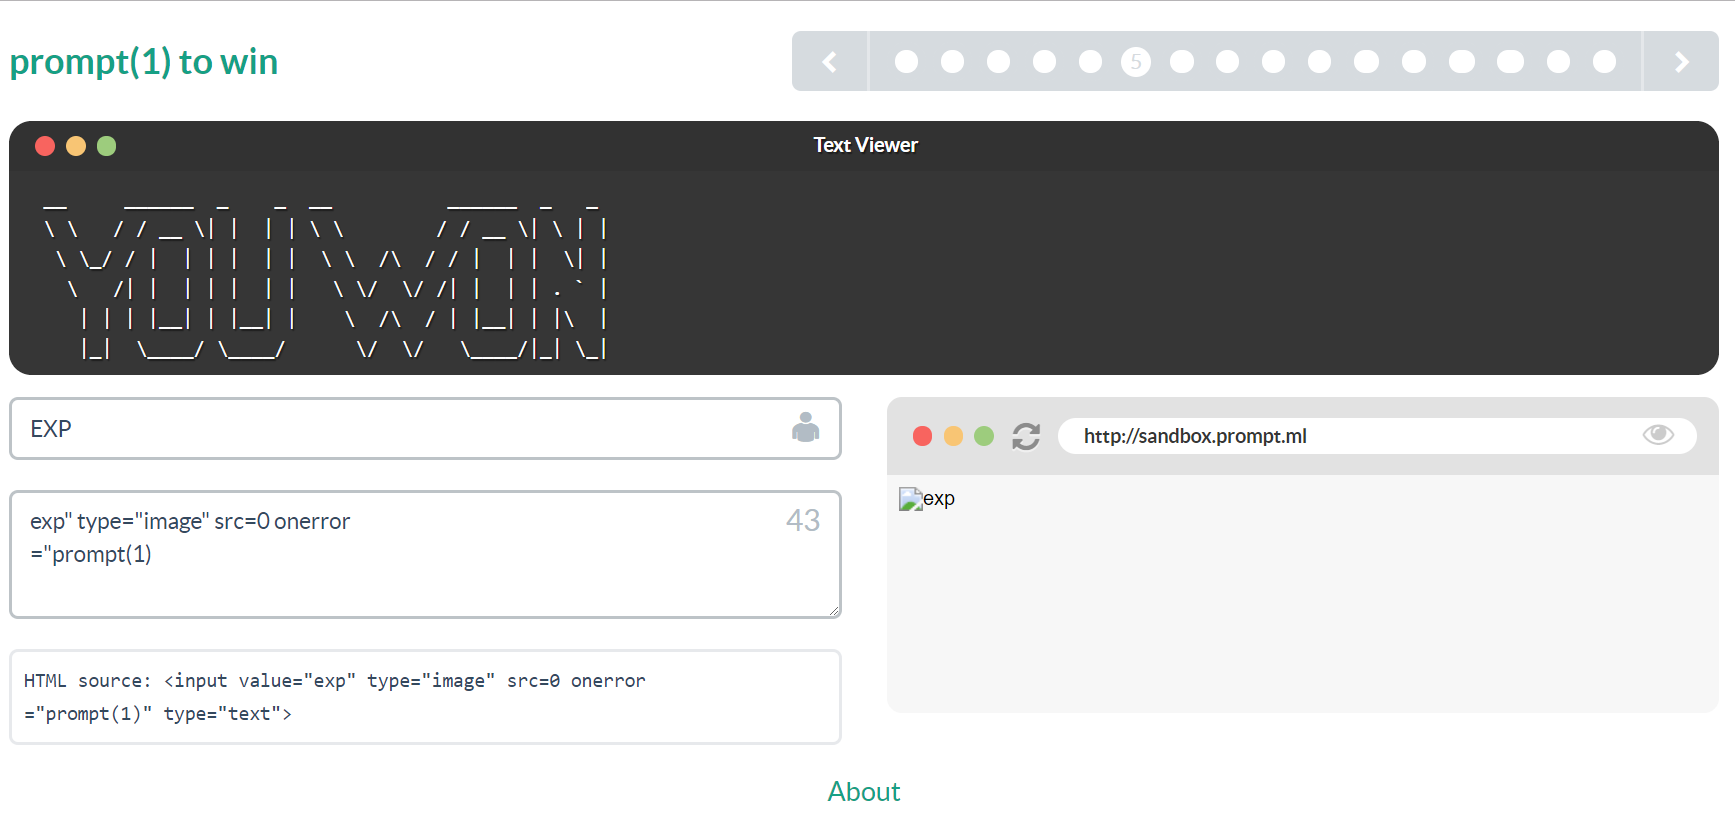 prompt(1) to win
5
Text Viewer
YOU WON
EXP
exp" type="image" src=0 onerror
="prompt(1)
43
HTML source: <input value="exp" type="image" src=0 onerror
="prompt(1)" type="text">
http://sandbox.prompt.ml
exp
About